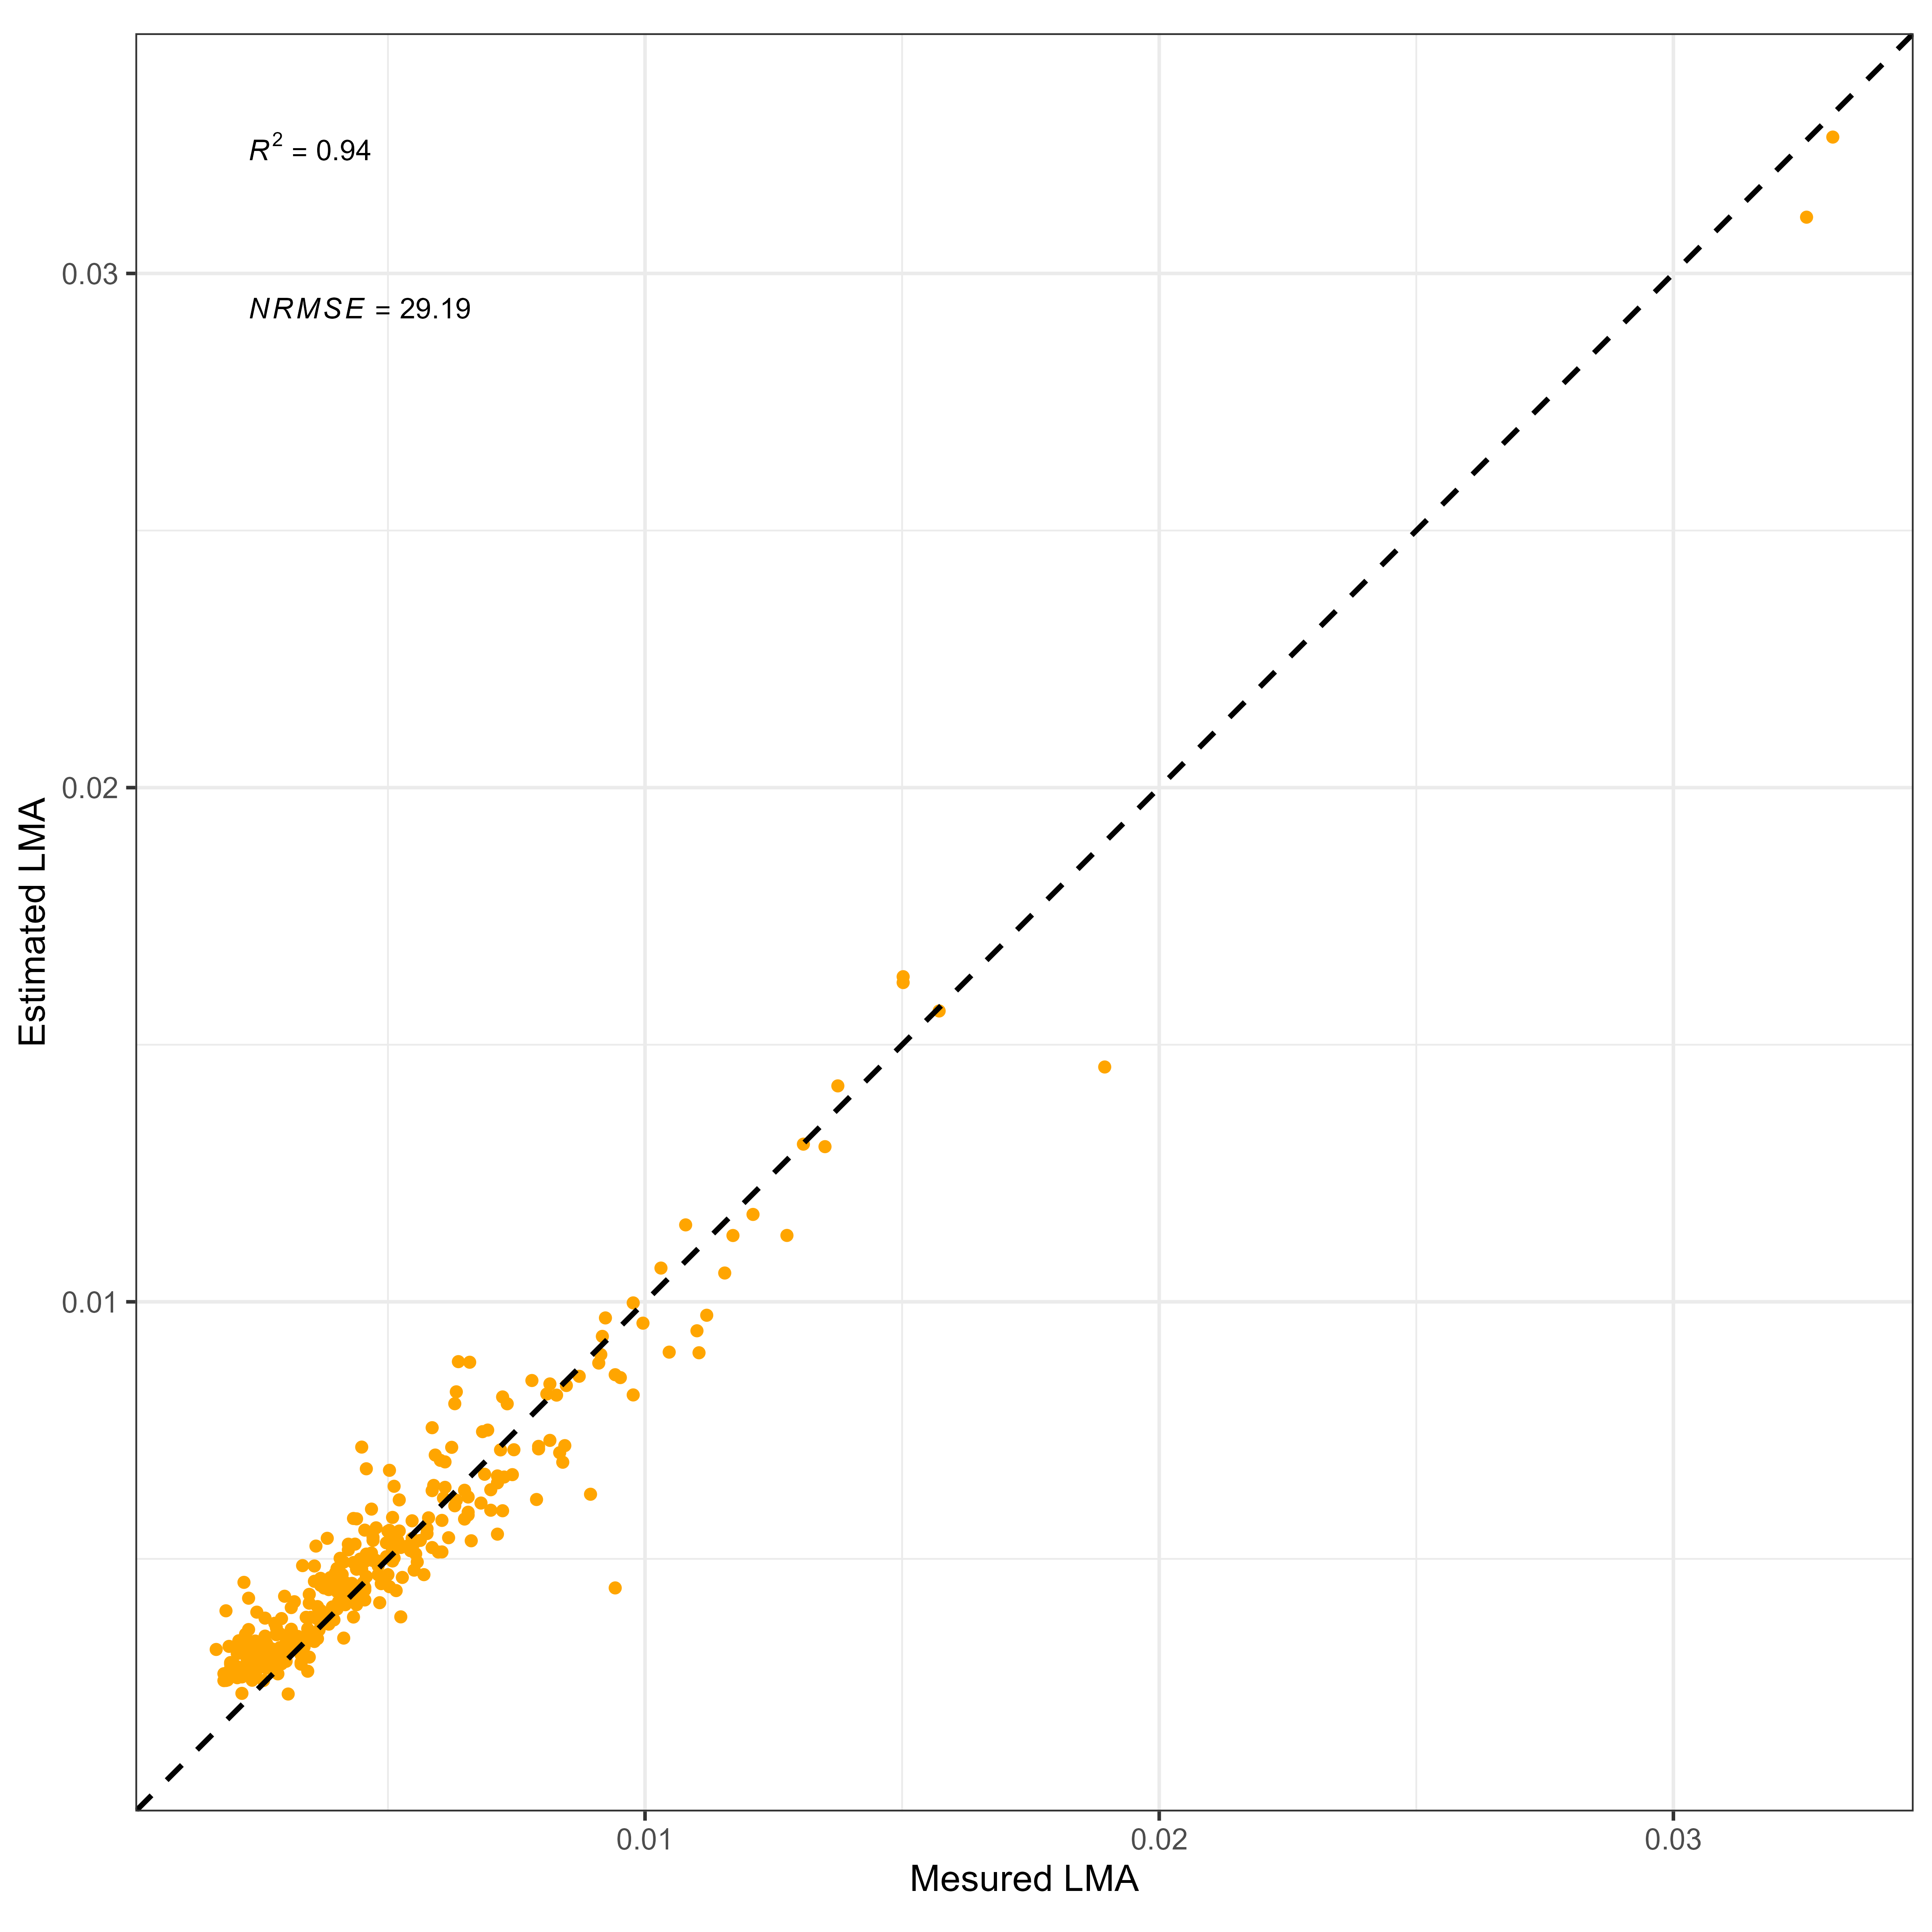 R² = 0.94
NRMSE = 29.19
0.03
0.02
0.01
Estimated LMA
0.01
0.02
0.03
Mesured LMA